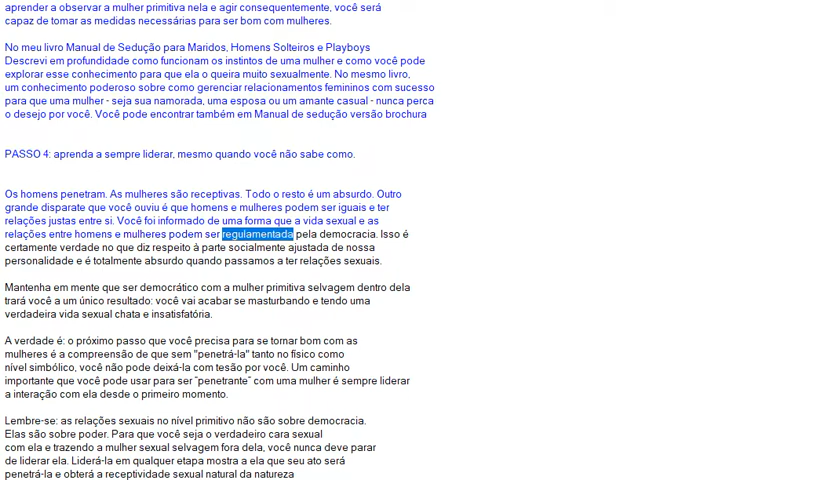 aprender a observar a mulher primitiva nela e agir consequentemente, você será
capaz de tomar as medidas necessárias para ser bom com mulheres.
No meu livro Manual de Sedução para Maridos, Homens Solteiros e Playboys
Descrevi em profundidade como funcionam os instintos de uma mulher e como você pode
explorar esse conhecimento para que ela o queira muito sexualmente. No mesmo livro,
um conhecimento poderoso sobre como gerenciar relacionamentos femininos com sucesso
para que uma mulher - seja sua namorada, uma esposa ou um amante casual - nunca perca
o desejo por você. Você pode encontrar também em Manual de sedução versão brochura
PASSO 4: aprenda a sempre liderar, mesmo quando você não sabe como.
Os homens penetram. As mulheres são receptivas. Todo o resto é um absurdo. Outro
grande disparate que você ouviu é que homens e mulheres podem ser iguais e ter
relações justas entre si. Você foi informado de uma forma que a vida sexual e as
relações entre homens e mulheres podem ser regulamentada pela democracia. Isso é
certamente verdade no que diz respeito à parte socialmente ajustada de nossa
personalidade e é totalmente absurdo quando passamos a ter relações sexuais.
Mantenha em mente que ser democrático com a mulher primitiva selvagem dentro dela
trará você a um único resultado: você vai acabar se masturbando e tendo uma
verdadeira vida sexual chata e insatisfatória.
A verdade é: o próximo passo que você precisa para se tornar bom com as
mulheres é a compreensão de que sem "penetrá-la" tanto no físico como
nível simbólico, você não pode deixá-la com tesão por você. Um caminho
importante que você pode usar para ser “penetrante” com uma mulher é sempre liderar
a interação com ela desde o primeiro momento.
Lembre-se: as relações sexuais no nível primitivo não são sobre democracia.
Elas são sobre poder. Para que você seja o verdadeiro cara sexual
com ela e trazendo a mulher sexual selvagem fora dela, você nunca deve parar
de liderar ela. Liderá-la em qualquer etapa mostra a ela que seu ato será
penetrá-la e obterá a receptividade sexual natural da natureza